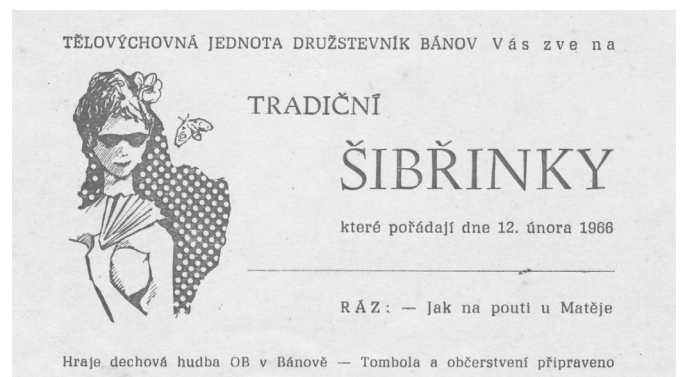 TĚLOVÝCHOVNÁ JEDNOTA DRUŽSTEVNÍK BÁNOV Vás zve na
TRADIČNÍ
ŠIBŘINKY
které pořádají dne 12. února 1966
RÁZ: — Jak na pouti u Matěje
Hraje dechová hudba OB v Bánově — Tombola a občerstvení připraveno